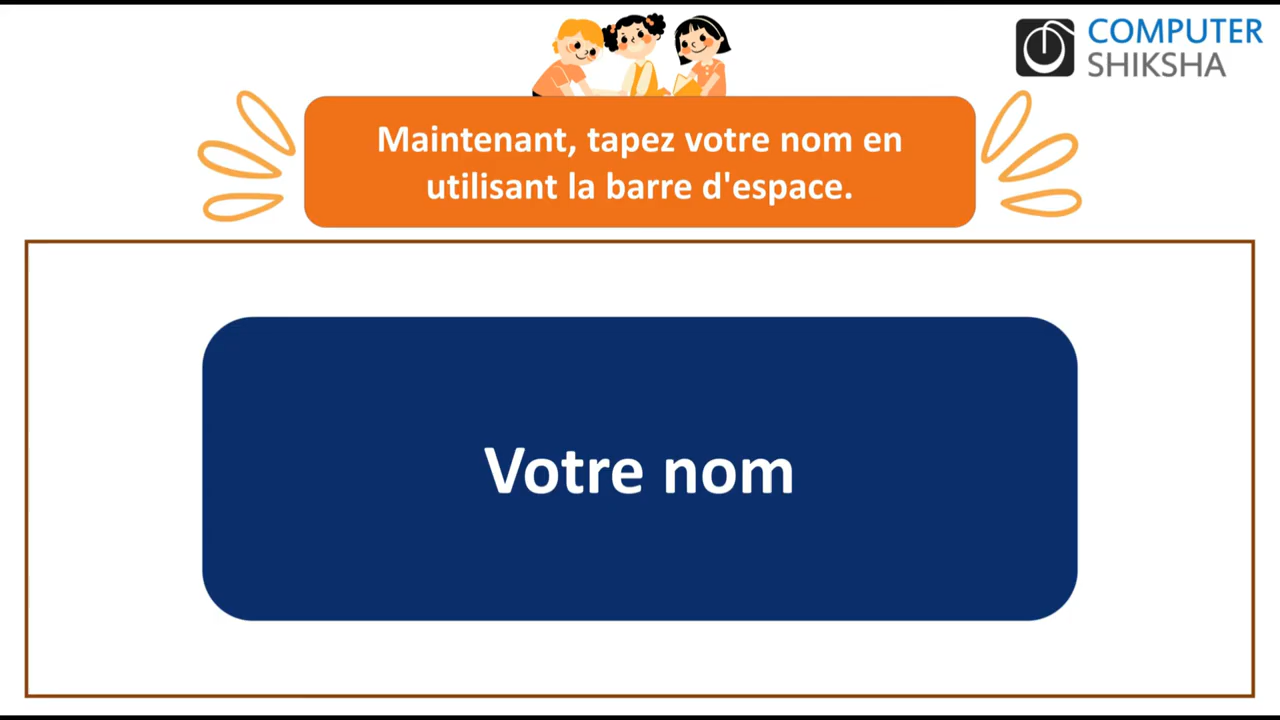 COMPUTER
SHIKSHA
Maintenant, tapez votre nom en
utilisant la barre d'espace.
Votre nom